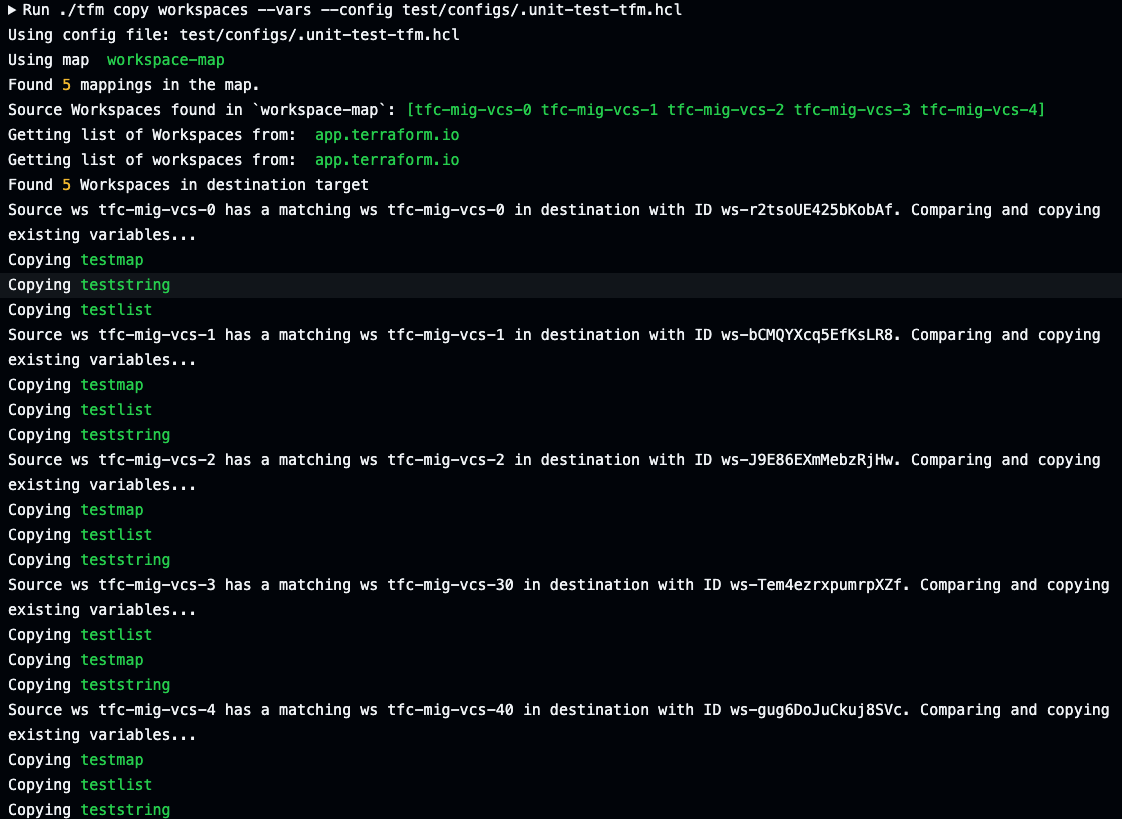 ▶ Run ./tfm copy workspaces --vars --config test/configs/.unit-test-tfm.hcl
Using config file: test/configs/.unit-test-tfm.hcl
Using map  workspace-map
Found 5 mappings in the map.
Source Workspaces found in `workspace-map`: [tfc-mig-vcs-0 tfc-mig-vcs-1 tfc-mig-vcs-2 tfc-mig-vcs-3 tfc-mig-vcs-4]
Getting list of Workspaces from:  app.terraform.io
Getting list of workspaces from:  app.terraform.io
Found 5 Workspaces in destination target
Source ws tfc-mig-vcs-0 has a matching ws tfc-mig-vcs-0 in destination with ID ws-r2tsoUE425bKobAf. Comparing and copying
existing variables...
Copying testmap
Copying teststring
Copying testlist
Source ws tfc-mig-vcs-1 has a matching ws tfc-mig-vcs-1 in destination with ID ws-bCMQYXcq5EfKsLR8. Comparing and copying
existing variables...
Copying testmap
Copying testlist
Copying teststring
Source ws tfc-mig-vcs-2 has a matching ws tfc-mig-vcs-2 in destination with ID ws-J9E86EXmMebzRjHw. Comparing and copying
existing variables...
Copying testmap
Copying testlist
Copying teststring
Source ws tfc-mig-vcs-3 has a matching ws tfc-mig-vcs-30 in destination with ID ws-Tem4ezrxpumrpXZf. Comparing and copying
existing variables...
Copying testlist
Copying testmap
Copying teststring
Source ws tfc-mig-vcs-4 has a matching ws tfc-mig-vcs-40 in destination with ID ws-gug6DoJuCkuj8SVc. Comparing and copying
existing variables...
Copying testmap
Copying testlist
Copying teststring